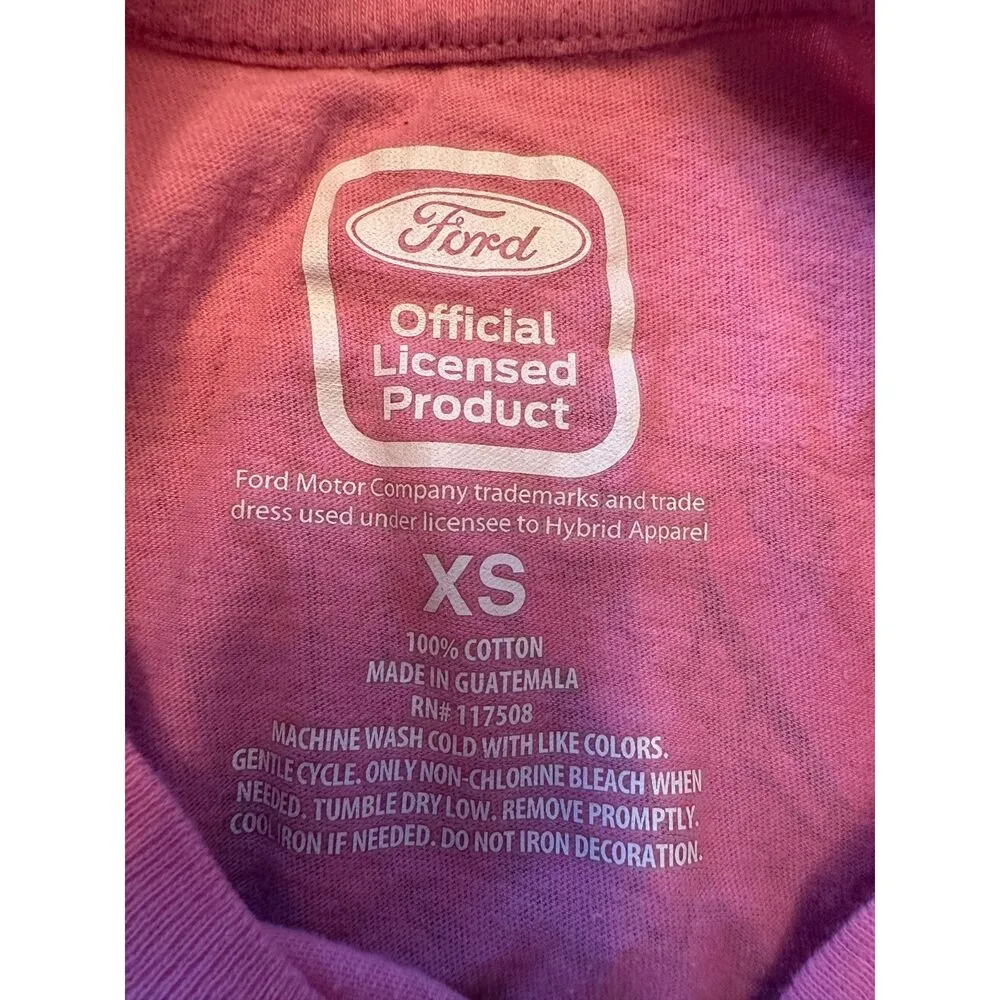 Ford
Official
Licensed
Product
Ford Motor Company trademarks and trade
dress used under licensee to Hybrid Apparel
XS
100% COTTON
MADE IN GUATEMALA
RN# 117508
MACHINE WASH COLD WITH LIKE COLORS.
GENTLE CYCLE. ONLY NON-CHLORINE BLEACH WHEN
NEEDED. TUMBLE DRY LOW. REMOVE PROMPTLY.
COOL IRON IF NEEDED. DO NOT IRON DECORATION.